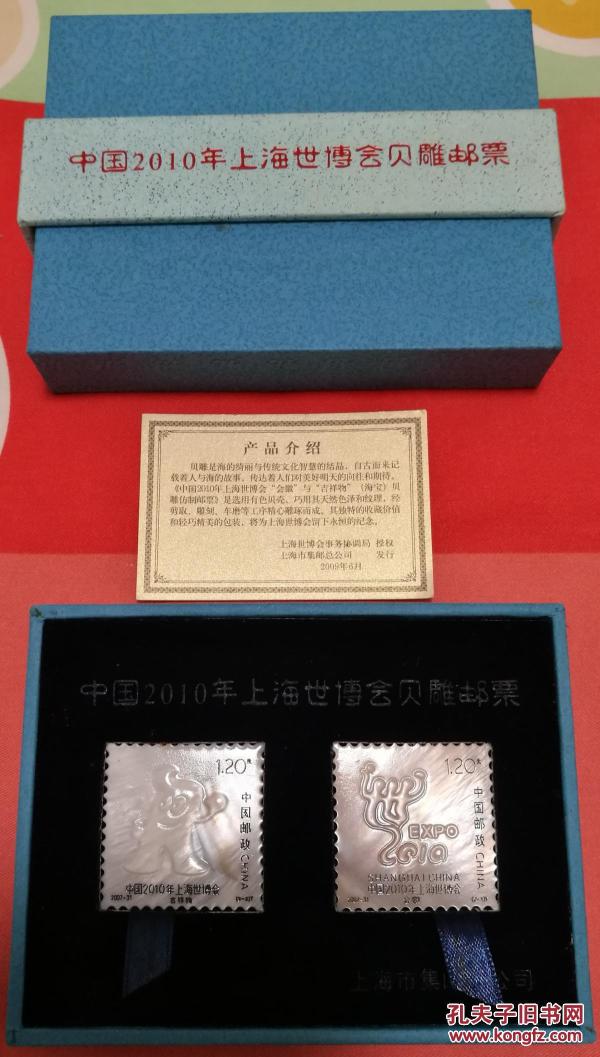 中国2010年上海世博会贝雕邮票
产品介绍
贝雕是海的绮丽与传统文化智慧的结晶，自古而来记
载着人与海的故事，传达着人们对美好明天的向往和期待。
《中国2010年上海世博会“会徽”与“吉祥物”（海宝）贝
雕仿制邮票》是选用有色贝壳，巧用其天然色泽和纹理，经
剪取、雕刻、车磨等工序精心雕琢而成，其独特的收藏价值
和轻巧精美的包装，将为上海世博会留下永恒的纪念。
上海世博会事务协调局 授权
上海市集邮总公司 发行
2009年6月
中国2010年上海世博会贝雕邮票
1.20元
中国邮政 CHINA
中国2010年上海世博会
2007-31
吉祥物
1.20元
中国邮政 CHINA
EXPO
2010
SHANGHAI CHINA
中国2010年上海世博会
2007-31
会徽
上海市集 公司
孔夫子旧书网
www.kongfz.com